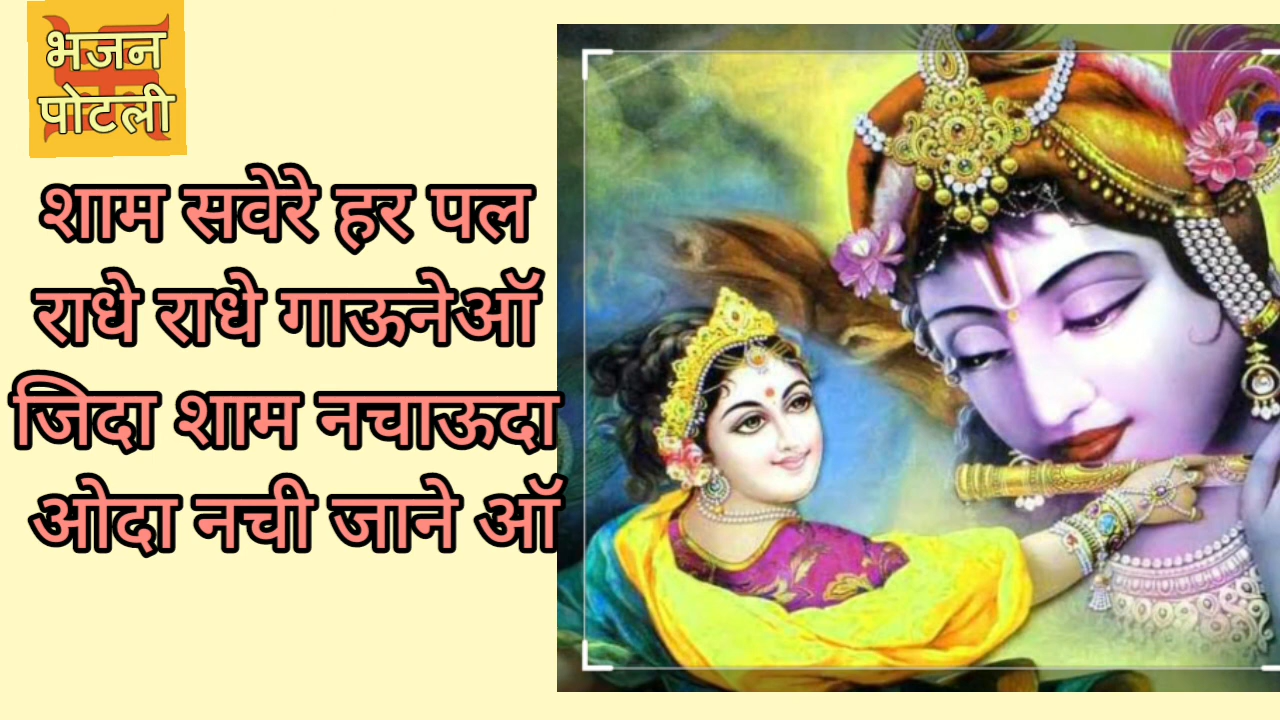 भजन
पोटली
शाम सवेरे हर पल
राधे राधे गाऊनेऑ
जिदा शाम नचाऊदा
ओदा नची जाने ऑ